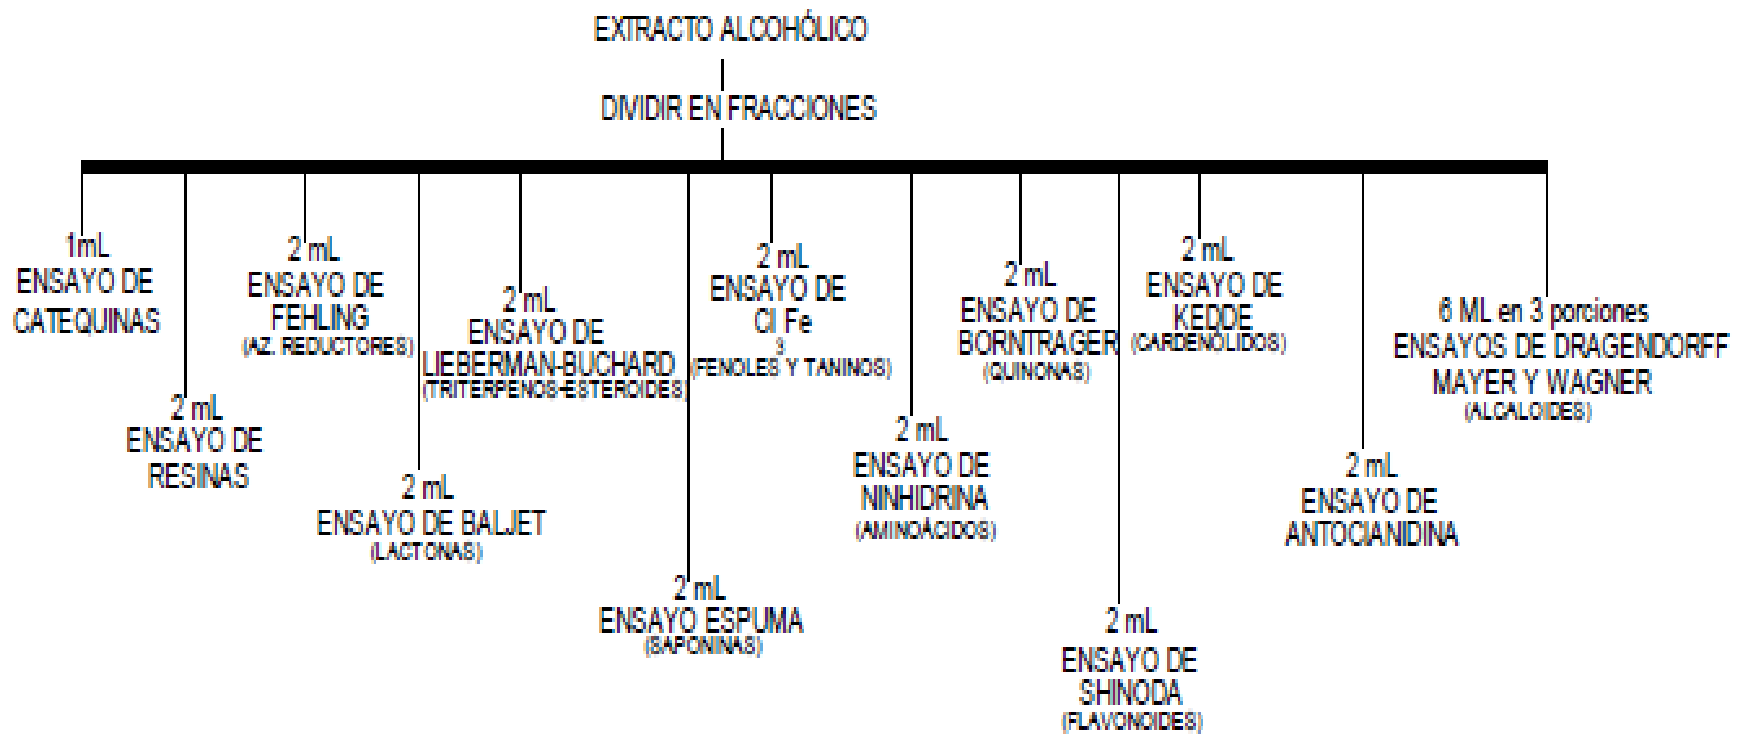 EXTRACTO ALCOHÓLICO
DIVIDIR EN FRACCIONES
1mL
ENSAYO DE
CATEQUINAS
2 mL
ENSAYO DE
RESINAS
2 mL
ENSAYO DE
FEHLING
(AZ. REDUCTORES)
2 mL
ENSAYO DE BALJET
(LACTONAS)
2 mL
ENSAYO DE
LIEBERMAN-BUCHARD
(TRITERPENOS-ESTEROIDES)
2 mL
ENSAYO ESPUMA
(SAPONINAS)
2 mL
ENSAYO DE
Cl Fe
3
(FENOLES Y TANINOS)
2 mL
ENSAYO DE
NINHIDRINA
(AMINOÁCIDOS)
2 mL
ENSAYO DE
BORNTRAGER
(QUINONAS)
2 mL
ENSAYO DE
SHINODA
(FLAVONOIDES)
2 mL
ENSAYO DE
KEDDE
(CARDENÓLIDOS)
2 mL
ENSAYO DE
ANTOCIANIDINA
6 ML en 3 porciones
ENSAYOS DE DRAGENDORFF
MAYER Y WAGNER
(ALCALOIDES)